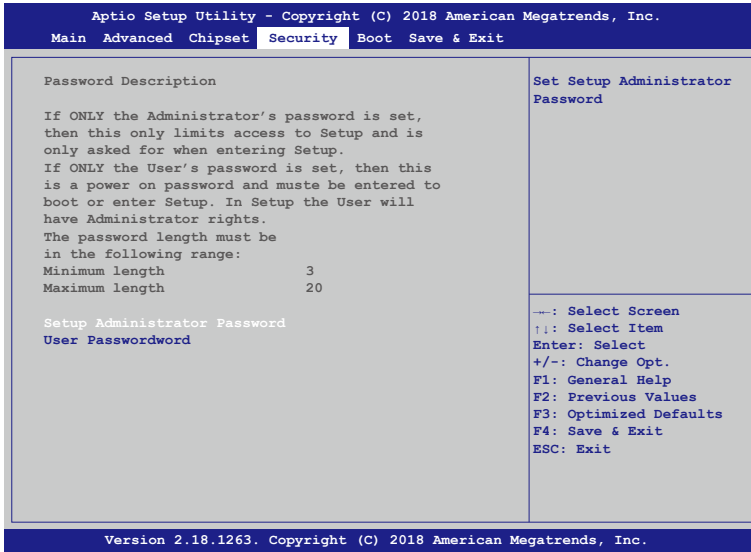 Aptio Setup Utility - Copyright (C) 2018 American Megatrends, Inc.
Main Advanced Chipset Security Boot Save & Exit
Password Description
If ONLY the Administrator's password is set,
then this only limits access to Setup and is
only asked for when entering Setup.
If ONLY the User's password is set, then this
is a power on password and muste be entered to
boot or enter Setup. In Setup the User will
have Administrator rights.
The password length must be
in the following range:
Minimum length 3
Maximum length 20
Setup Administrator Password
User Passwordword
Set Setup Administrator
Password
→←: Select Screen
↑↓: Select Item
Enter: Select
+/-: Change Opt.
F1: General Help
F2: Previous Values
F3: Optimized Defaults
F4: Save & Exit
ESC: Exit
Version 2.18.1263. Copyright (C) 2018 American Megatrends, Inc.